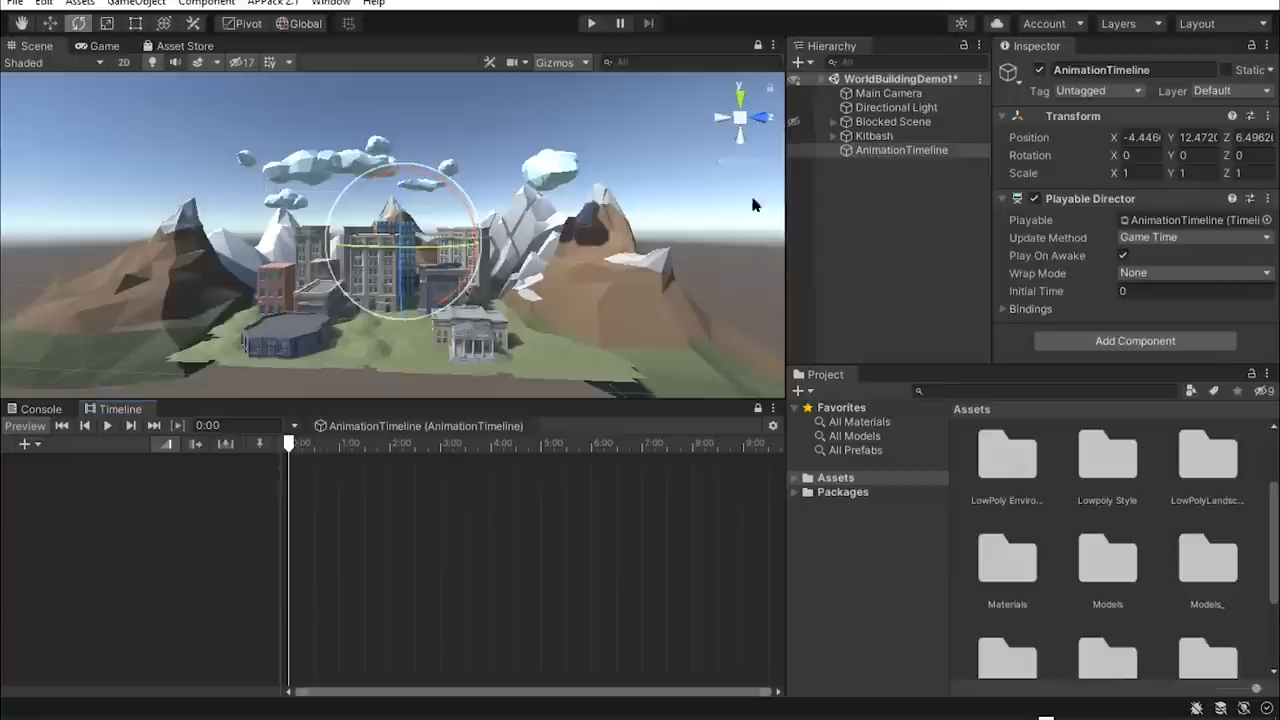 File Edit Assets GameObject Component APPack 2.1 Window Help
Pivot Global Account Layers Layout
Scene Game Asset Store
Shaded 2D 17 Gizmos All
y
z
Hierarchy
All
WorldBuildingDemo1*
Main Camera
Directional Light
Blocked Scene
Kitbash
AnimationTimeline
Inspector
AnimationTimeline Static
Tag Untagged Layer Default
Transform
Position X -4.446 Y 12.472 Z 6.4962
Rotation X 0 Y 0 Z 0
Scale X 1 Y 1 Z 1
Playable Director
Playable AnimationTimeline (Timeli
Update Method Game Time
Play On Awake
Wrap Mode None
Initial Time 0
Bindings
Add Component
Console Timeline
Preview 0:00 AnimationTimeline (AnimationTimeline)
0:00 1:00 2:00 3:00 4:00 5:00 6:00 7:00 8:00 9:00
Project
9
Favorites
All Materials
All Models
All Prefabs
Assets
Packages
Assets
LowPoly Enviro... Lowpoly Style LowPolyLandsc...
Materials Models Models_